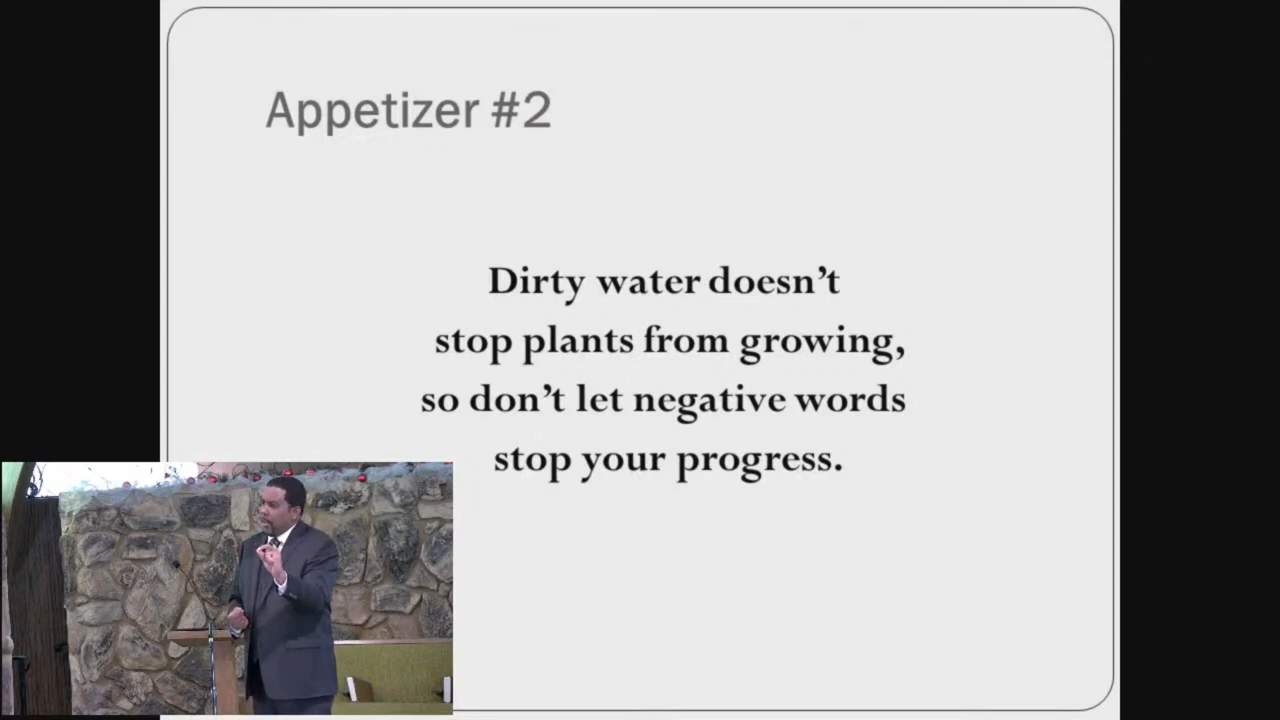 Appetizer #2
Dirty water doesn’t
stop plants from growing,
so don’t let negative words
stop your progress.